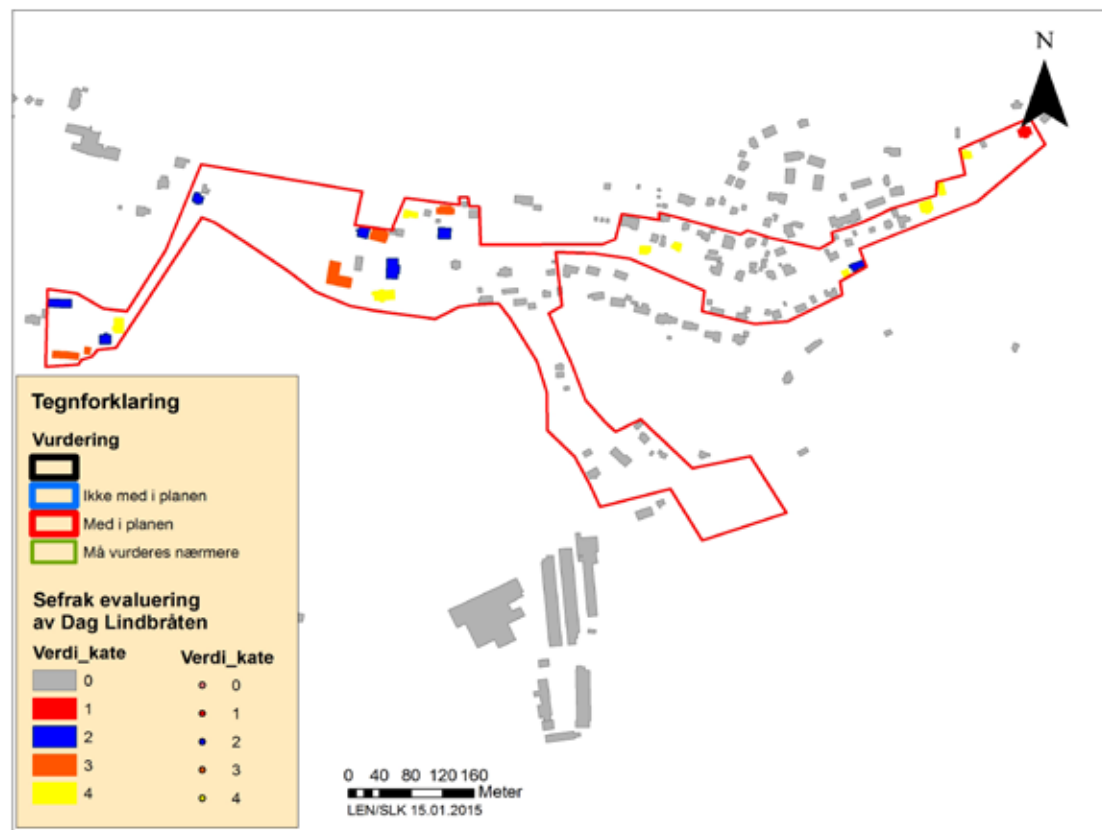 N
Tegnforklaring
Vurdering
Ikke med i planen
Med i planen
Må vurderes nærmere
Sefrak evaluering
av Dag Lindbråten
Verdi_kate
0
1
2
3
4
Verdi_kate
0
1
2
3
4
0 40 80 120 160
Meter
LEN/SLK 15.01.2015